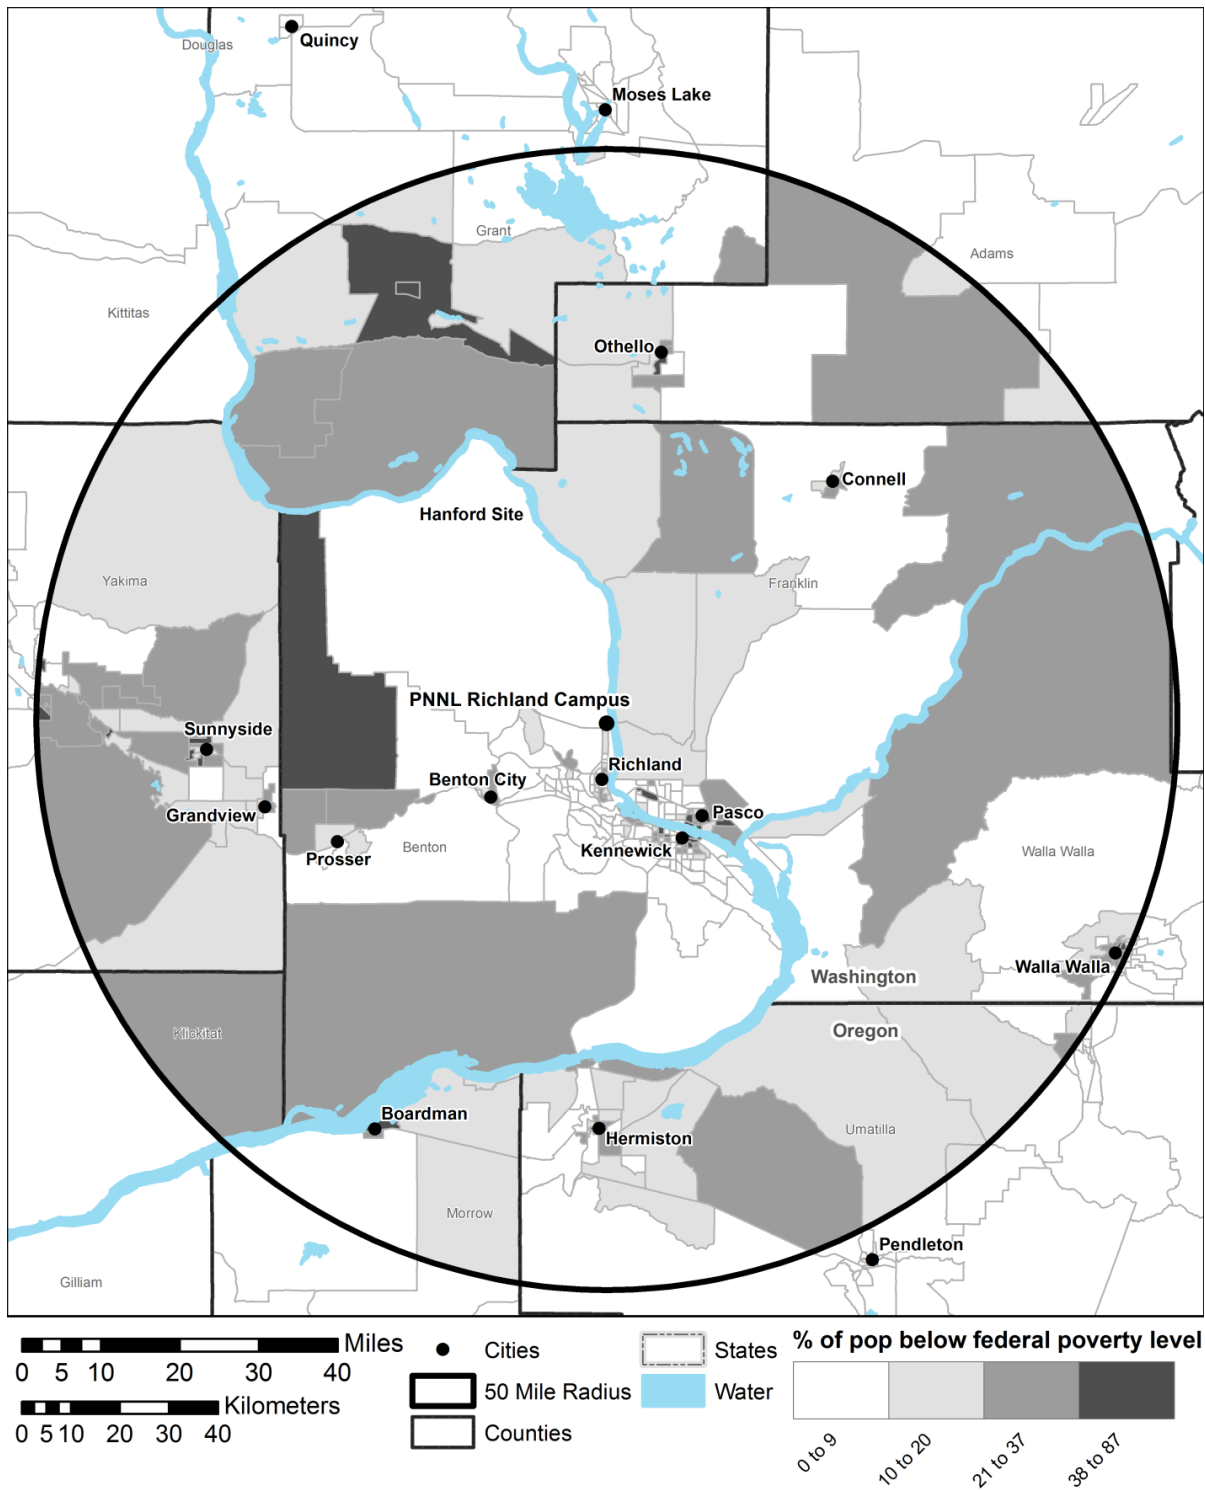 Quincy
Douglas
Moses Lake
Grant
Adams
Kittitas
Othello
Connell
Hanford Site
Yakima
Franklin
PNNL Richland Campus
Sunnyside
Richland
Benton City
Grandview
Pasco
Prosser
Benton
Kennewick
Walla Walla
Walla Walla
Washington
Klickitat
Oregon
Boardman
Hermiston
Umatilla
Morrow
Pendleton
Gilliam
Miles
0 5 10 20 30 40
Kilometers
0 5 10 20 30 40
Cities
50 Mile Radius
Counties
States
Water
% of pop below federal poverty level
0 to 9
10 to 20
21 to 37
38 to 87